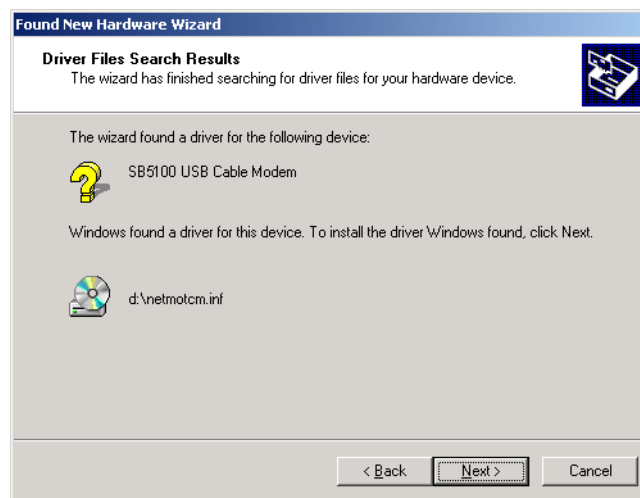 Found New Hardware Wizard
Driver Files Search Results
The wizard has finished searching for driver files for your hardware device.
The wizard found a driver for the following device:
SB5100 USB Cable Modem
Windows found a driver for this device. To install the driver Windows found, click Next.
d:\netmotcm.inf
< Back Next > Cancel